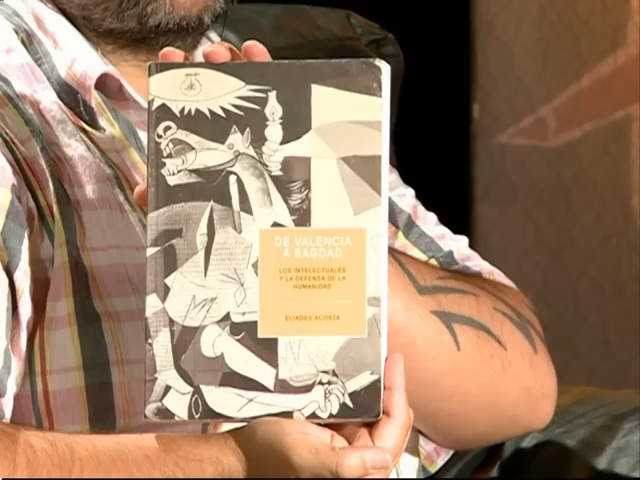 DE VALENCIA
A BAGDAD
LOS INTELECTUALES
Y LA DEFENSA DE LA
HUMANIDAD
ELIADES ACOSTA